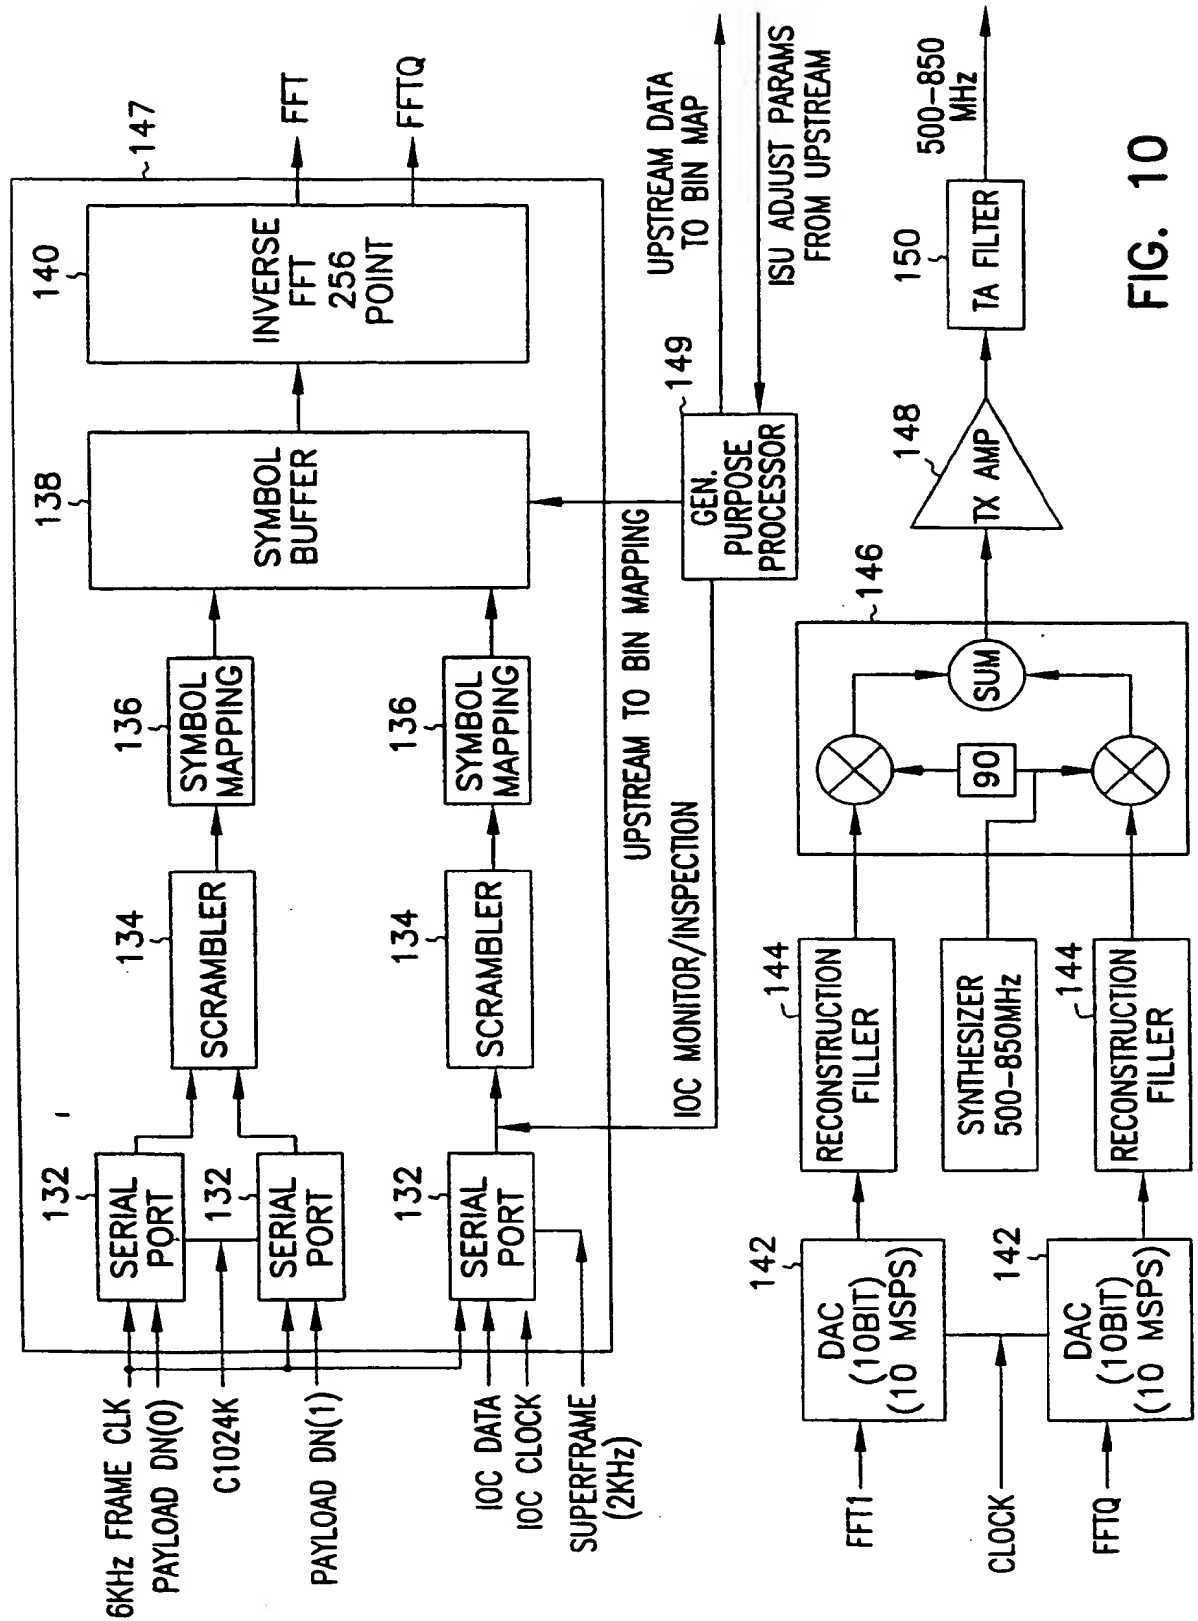 147
140
INVERSE
FFT
256
POINT
FFT
FFTQ
138
SYMBOL
BUFFER
136
SYMBOL
MAPPING
136
SYMBOL
MAPPING
134
SCRAMBLER
134
SCRAMBLER
132
SERIAL
PORT
132
SERIAL
PORT
132
SERIAL
PORT
6KHz FRAME CLK
PAYLOAD DN(0)
C1024K
PAYLOAD DN(1)
IOC DATA
IOC CLOCK
SUPERFRAME
(2KHz)
UPSTREAM TO BIN MAPPING
IOC MONITOR/INSPECTION
149
GEN.
PURPOSE
PROCESSOR
UPSTREAM DATA
TO BIN MAP
ISU ADJUST PARAMS
FROM UPSTREAM
FFT1
CLOCK
FFTQ
142
DAC
(10BIT)
(10 MSPS)
142
DAC
(10BIT)
(10 MSPS)
144
RECONSTRUCTION
FILLER
SYNTHESIZER
500-850MHz
144
RECONSTRUCTION
FILLER
146
90
SUM
148
TX AMP
150
TA FILTER
500-850
MHz
FIG. 10